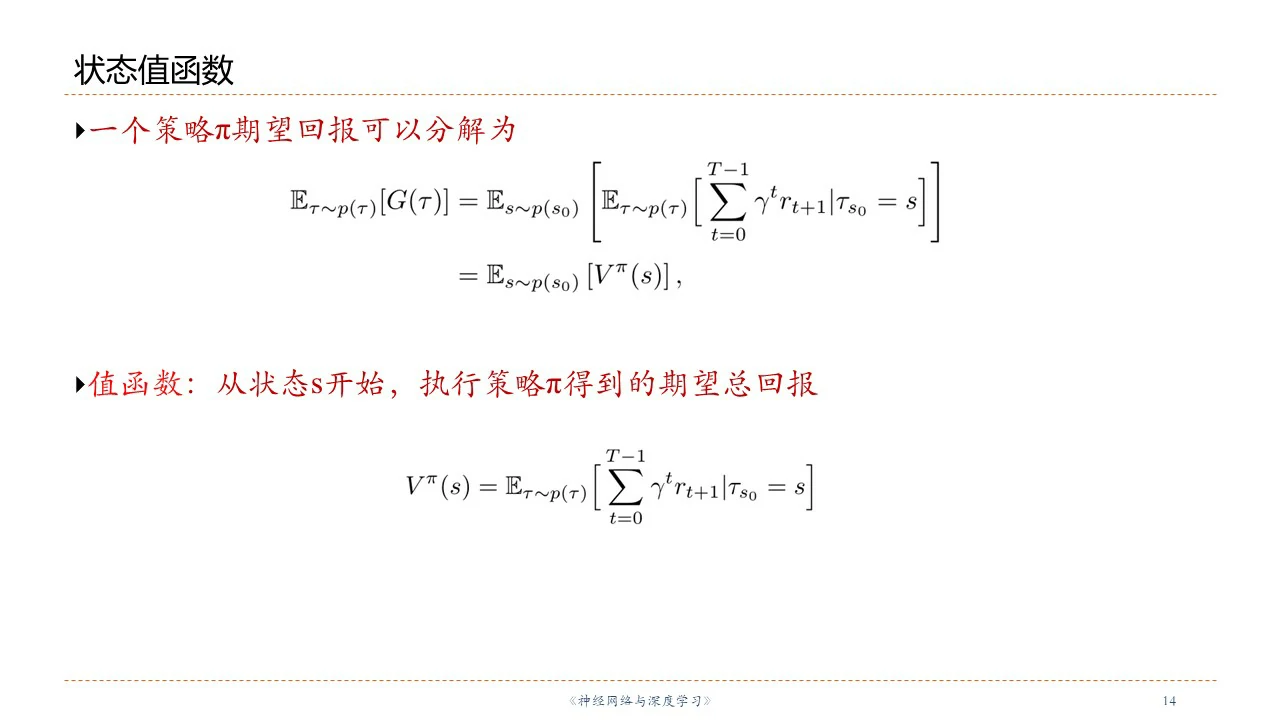 状态值函数
一个策略π期望回报可以分解为
$\mathbb{E}_{\tau\sim p(\tau)}[G(\tau)] = \mathbb{E}_{s\sim p(s_0)}\left[\mathbb{E}_{\tau\sim p(\tau)}\left[\sum_{t=0}^{T-1}\gamma^t r_{t+1}|\tau_{s_0}=s\right]\right]$
$= \mathbb{E}_{s\sim p(s_0)}\left[V^\pi(s)\right],$
值函数：从状态s开始，执行策略π得到的期望总回报
$V^\pi(s) = \mathbb{E}_{\tau\sim p(\tau)}\left[\sum_{t=0}^{T-1}\gamma^t r_{t+1}|\tau_{s_0}=s\right]$
《神经网络与深度学习》 14